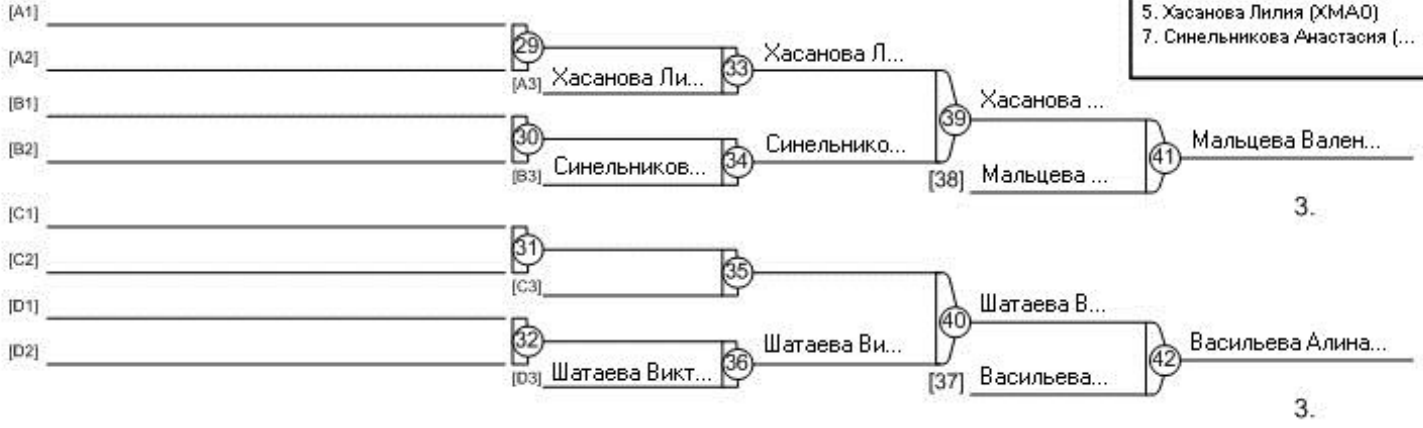 5. Хасанова Лилия (ХМАО)
7. Синельникова Анастасия (...
[A1]
[A2]
29
[A3] Хасанова Ли...
33
Хасанова Л...
[B1]
[B2]
30
[B3] Синельников...
34
Синельнико...
39
Хасанова ...
[38] Мальцева ...
41
Мальцева Вален...
3.
[C1]
[C2]
31
[C3]
35
[D1]
[D2]
32
[D3] Шатаева Викт...
36
Шатаева Ви...
40
Шатаева В...
[37] Васильева...
42
Васильева Алина...
3.